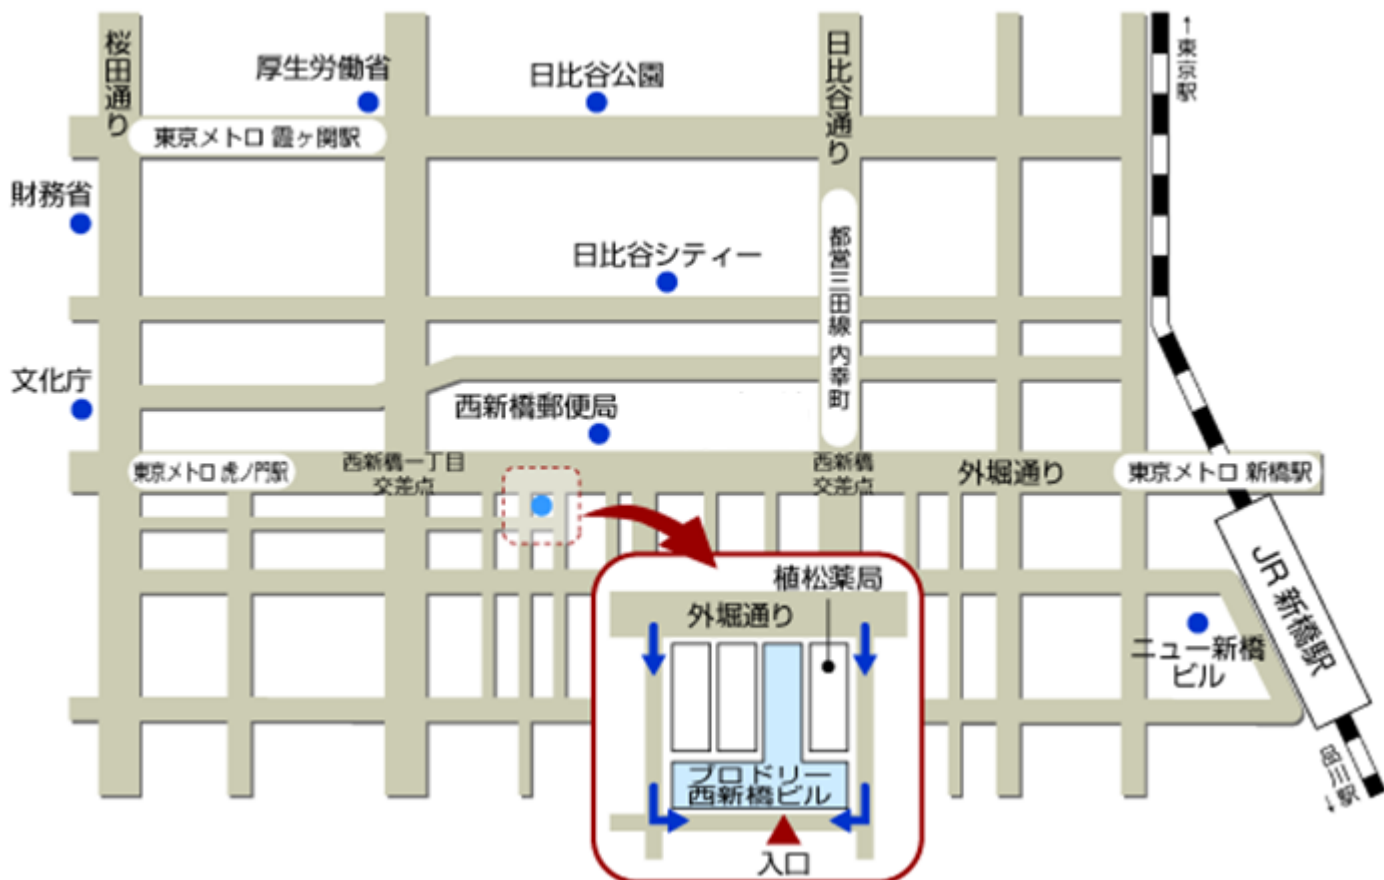 桜田通り
厚生労働省
日比谷公園
日比谷通り
↑東京駅
東京メトロ 霞ヶ関駅
財務省
日比谷シティー
都営三田線 内幸町
文化庁
西新橋郵便局
東京メトロ 虎ノ門駅
西新橋一丁目
交差点
西新橋
交差点
外堀通り
東京メトロ 新橋駅
JR 新橋駅
植松薬局
外堀通り
ニュー新橋
ビル
ブロドリー
西新橋ビル
入口
品川駅→